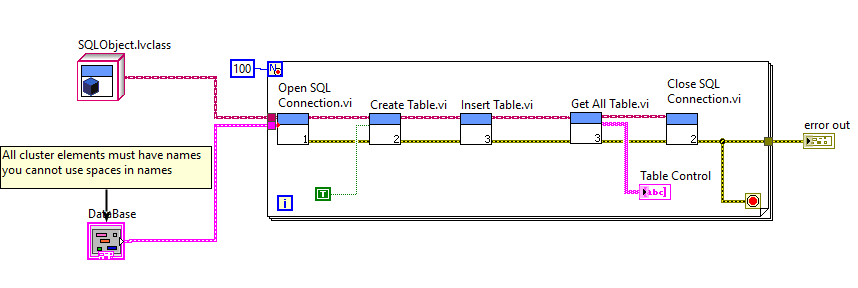 SQLObject.lvclass
100
N
Open SQL
Connection.vi
1
Create Table.vi
2
Insert Table.vi
3
Get All Table.vi
3
Close SQL
Connection.vi
2
error out
All cluster elements must have names
you cannot use spaces in names
T
Table Control
abc
i
DataBase